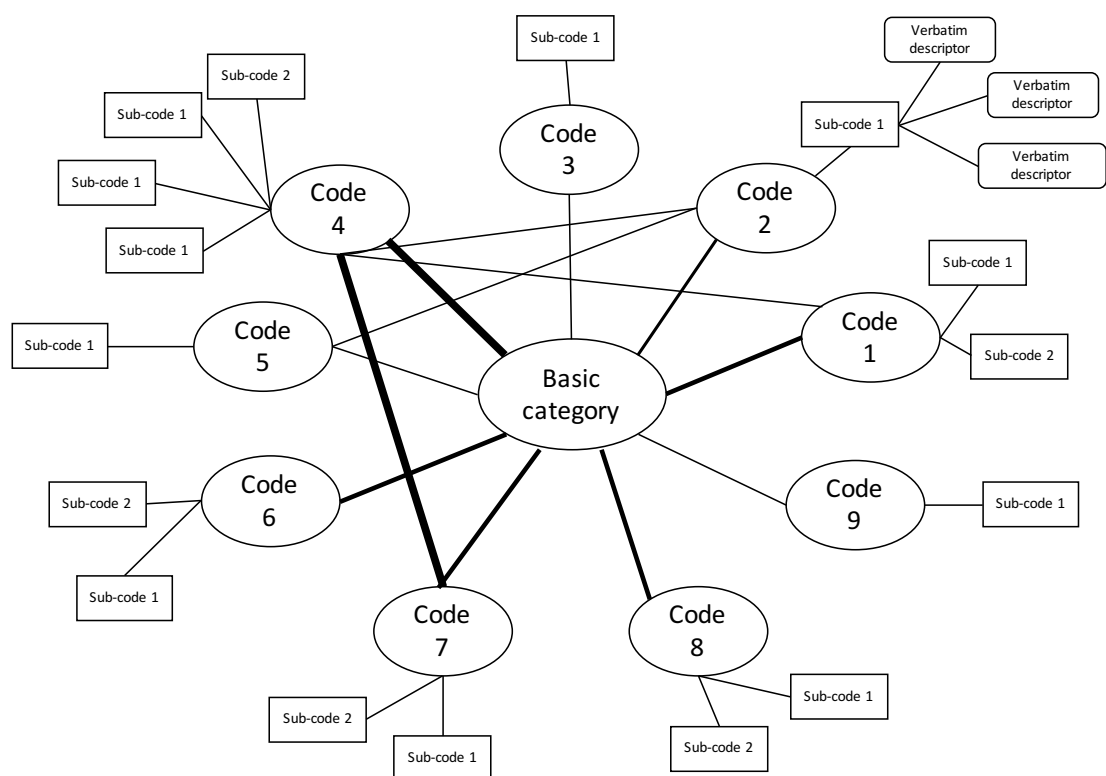 Sub-code 1
Verbatim
descriptor
Sub-code 2
Verbatim
descriptor
Sub-code 1
Code
3
Sub-code 1
Verbatim
descriptor
Sub-code 1
Code
4
Code
2
Sub-code 1
Sub-code 1
Code
1
Sub-code 1
Code
5
Sub-code 2
Basic
category
Sub-code 2
Code
6
Code
9
Sub-code 1
Sub-code 1
Code
7
Code
8
Sub-code 1
Sub-code 2
Sub-code 1
Sub-code 2